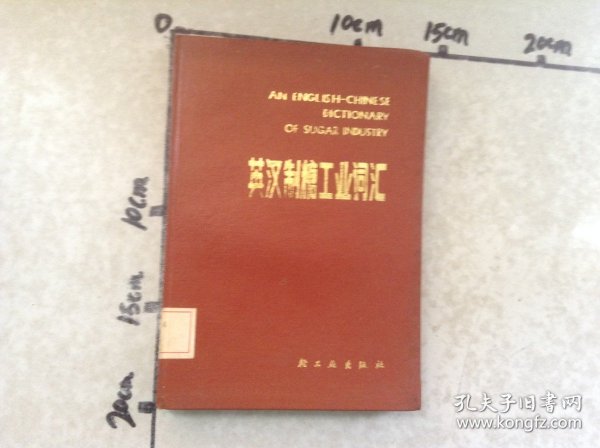 0
10cm
15cm
20cm
AN ENGLISH-CHINESE
DICTIONARY
OF SUGAR INDUSTRY
英汉制糖工业词汇
10cm
15cm
20cm
轻工业出版社
孔夫子旧书网
www.kongfz.com